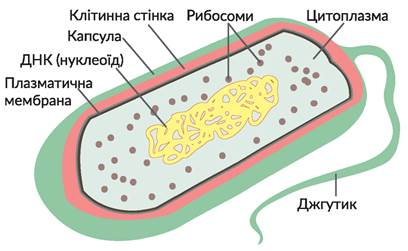 Клітинна стінка
Рибосоми
Цитоплазма
Капсула
ДНК (нуклеоїд)
Плазматична
мембрана
Джгутик